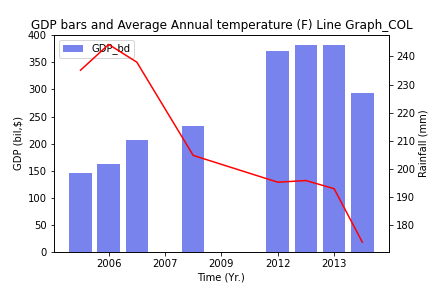 GDP bars and Average Annual temperature (F) Line Graph_COL
GDP_bd
GDP (bil,$)
400
350
300
250
200
150
100
50
0
240
230
220
210
200
190
180
Rainfall (mm)
2006 2007 2009 2012 2013
Time (Yr.)